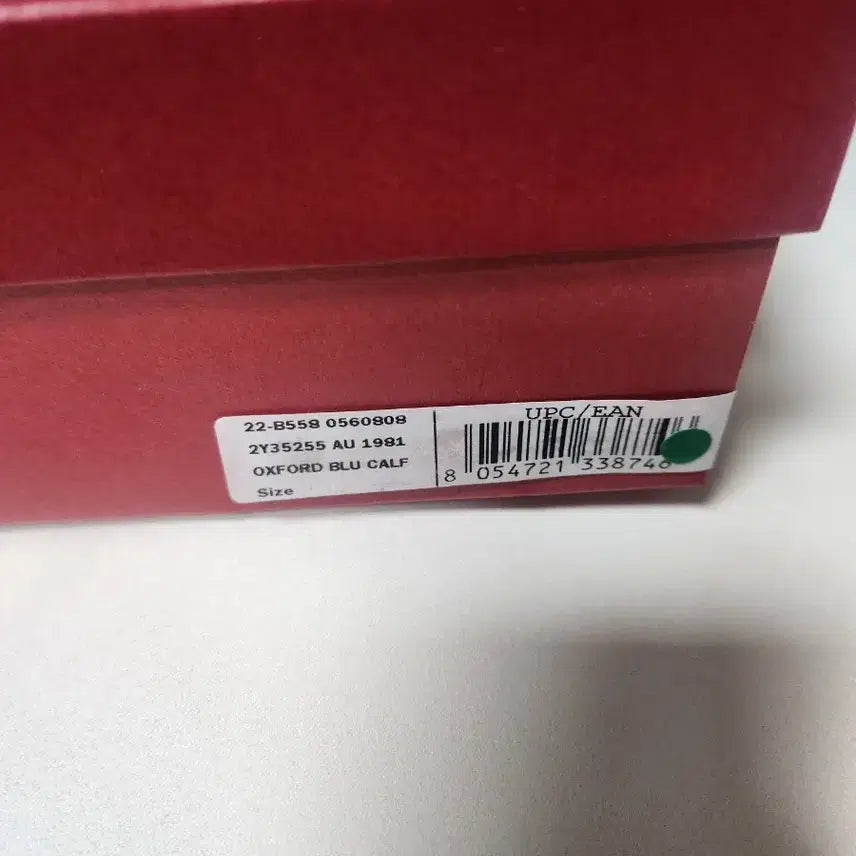 22-B558 0560808
2Y35255 AU 1981
OXFORD BLU CALF
Size
UPC/EAN
8 054721 338746